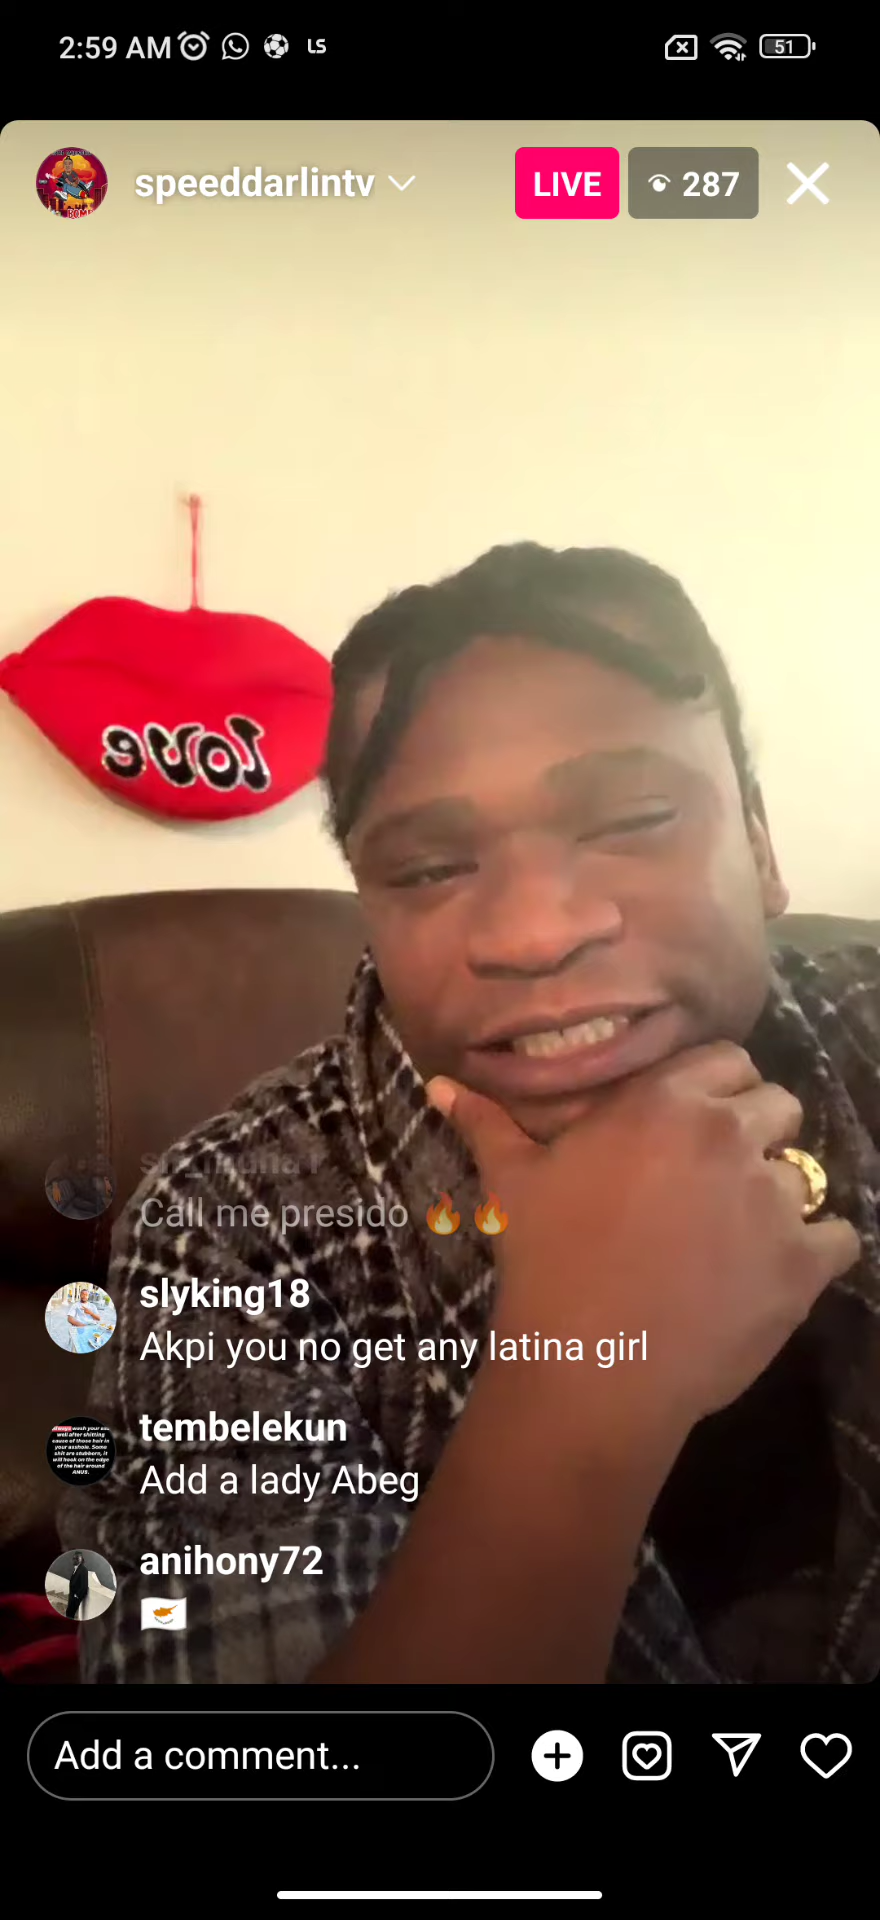 2:59 AM
LS
51
speeddarlintv
LIVE
287
Love
Call me presido 🔥🔥
slyking18
Akpi you no get any latina girl
tembelekun
Add a lady Abeg
anihony72
🇨🇾
Add a comment...